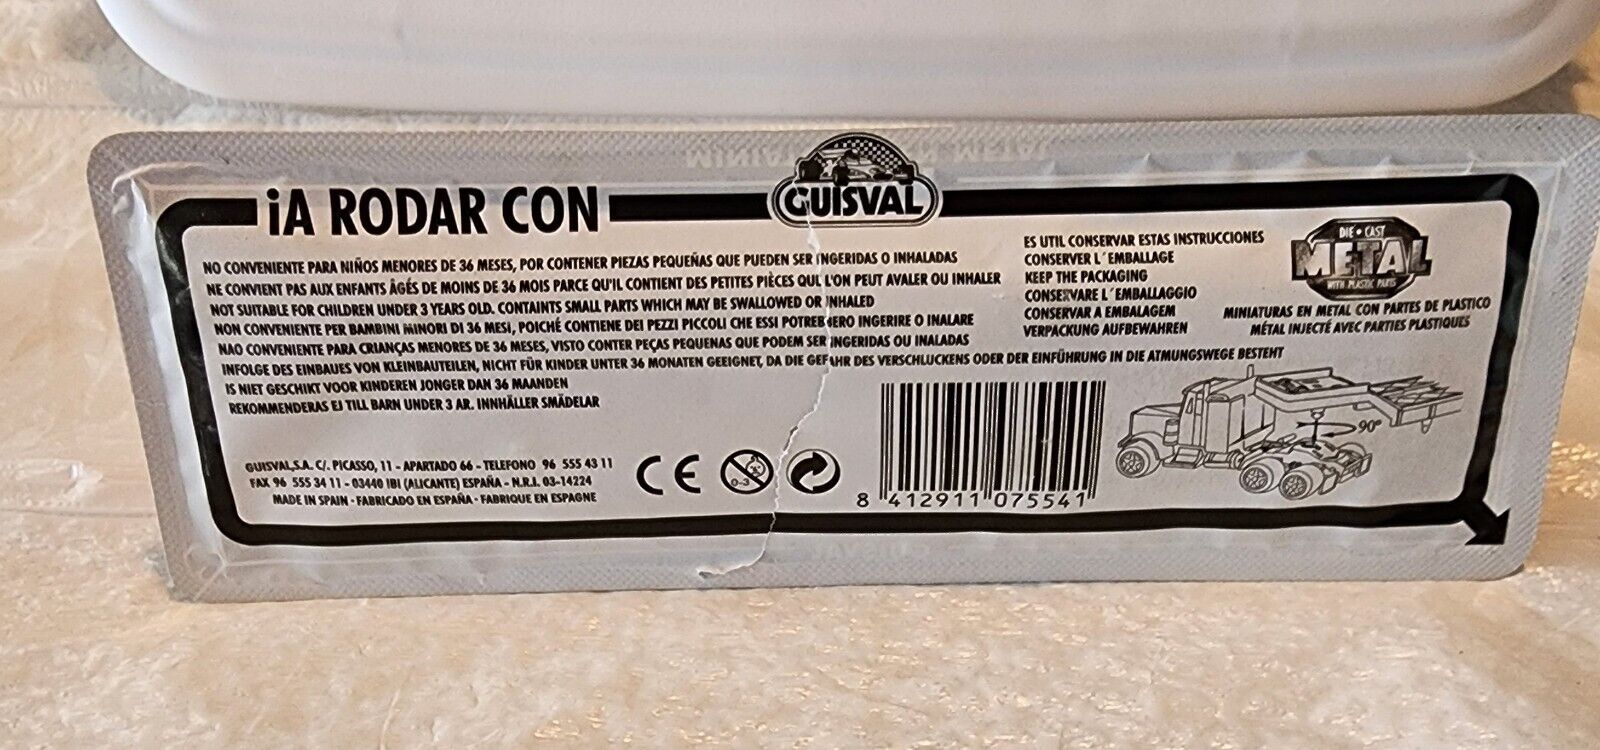 MINIATURAS EN METAL
¡A RODAR CON
GUISVAL
NO CONVENIENTE PARA NIÑOS MENORES DE 36 MESES, POR CONTENER PIEZAS PEQUEÑAS QUE PUEDEN SER INGERIDAS O INHALADAS
NE CONVIENT PAS AUX ENFANTS ÂGÉS DE MOINS DE 36 MOIS PARCE QU'IL CONTIENT DES PETITES PIÈCES QUI L'ON PEUT AVALER OU INHALER
NOT SUITABLE FOR CHILDREN UNDER 3 YEARS OLD. CONTAINTS SMALL PARTS WHICH MAY BE SWALLOWED OR INHALED
NON CONVENIENTE PER BAMBINI MINORI DI 36 MESI, POICHÉ CONTIENE DEI PEZZI PICCOLI CHE ESSI POTREBBERO INGERIRE O INALARE
NAO CONVENIENTE PARA CRIANÇAS MENORES DE 36 MESES, VISTO CONTER PEÇAS PEQUENAS QUE PODEM SER INGERIDAS OU INALADAS
INFOLGE DES EINBAUES VON KLEINBAUTEILEN, NICHT FÜR KINDER UNTER 36 MONATEN GEEIGNET, DA DIE GEFAHR DES VERSCHLUCKENS ODER DER EINFÜHRUNG IN DIE ATMUNGSWEGE BESTEHT
IS NIET GESCHIKT VOOR KINDEREN JONGER DAN 36 MAANDEN
REKOMMENDERAS EJ TILL BARN UNDER 3 AR. INNHÄLLER SMÄDELAR
ES UTIL CONSERVAR ESTAS INSTRUCCIONES
CONSERVER L´EMBALLAGE
KEEP THE PACKAGING
CONSERVARE L´EMBALLAGGIO
CONSERVAR A EMBALAGEM
VERPACKUNG AUFBEWAHREN
DIE • CAST
METAL
WITH PLASTIC PARTS
MINIATURAS EN METAL CON PARTES DE PLASTICO
MÉTAL INJECTÉ AVEC PARTIES PLASTIQUES
GUISVAL,S.A. C/. PICASSO, 11 - APARTADO 66 - TELEFONO 96 555 43 11
FAX 96 555 34 11 - 03440 IBI (ALICANTE) ESPAÑA - N.R.I. 03-14224
MADE IN SPAIN - FABRICADO EN ESPAÑA - FABRIQUE EN ESPAGNE
CE
0-3
8 412911 075541
90º